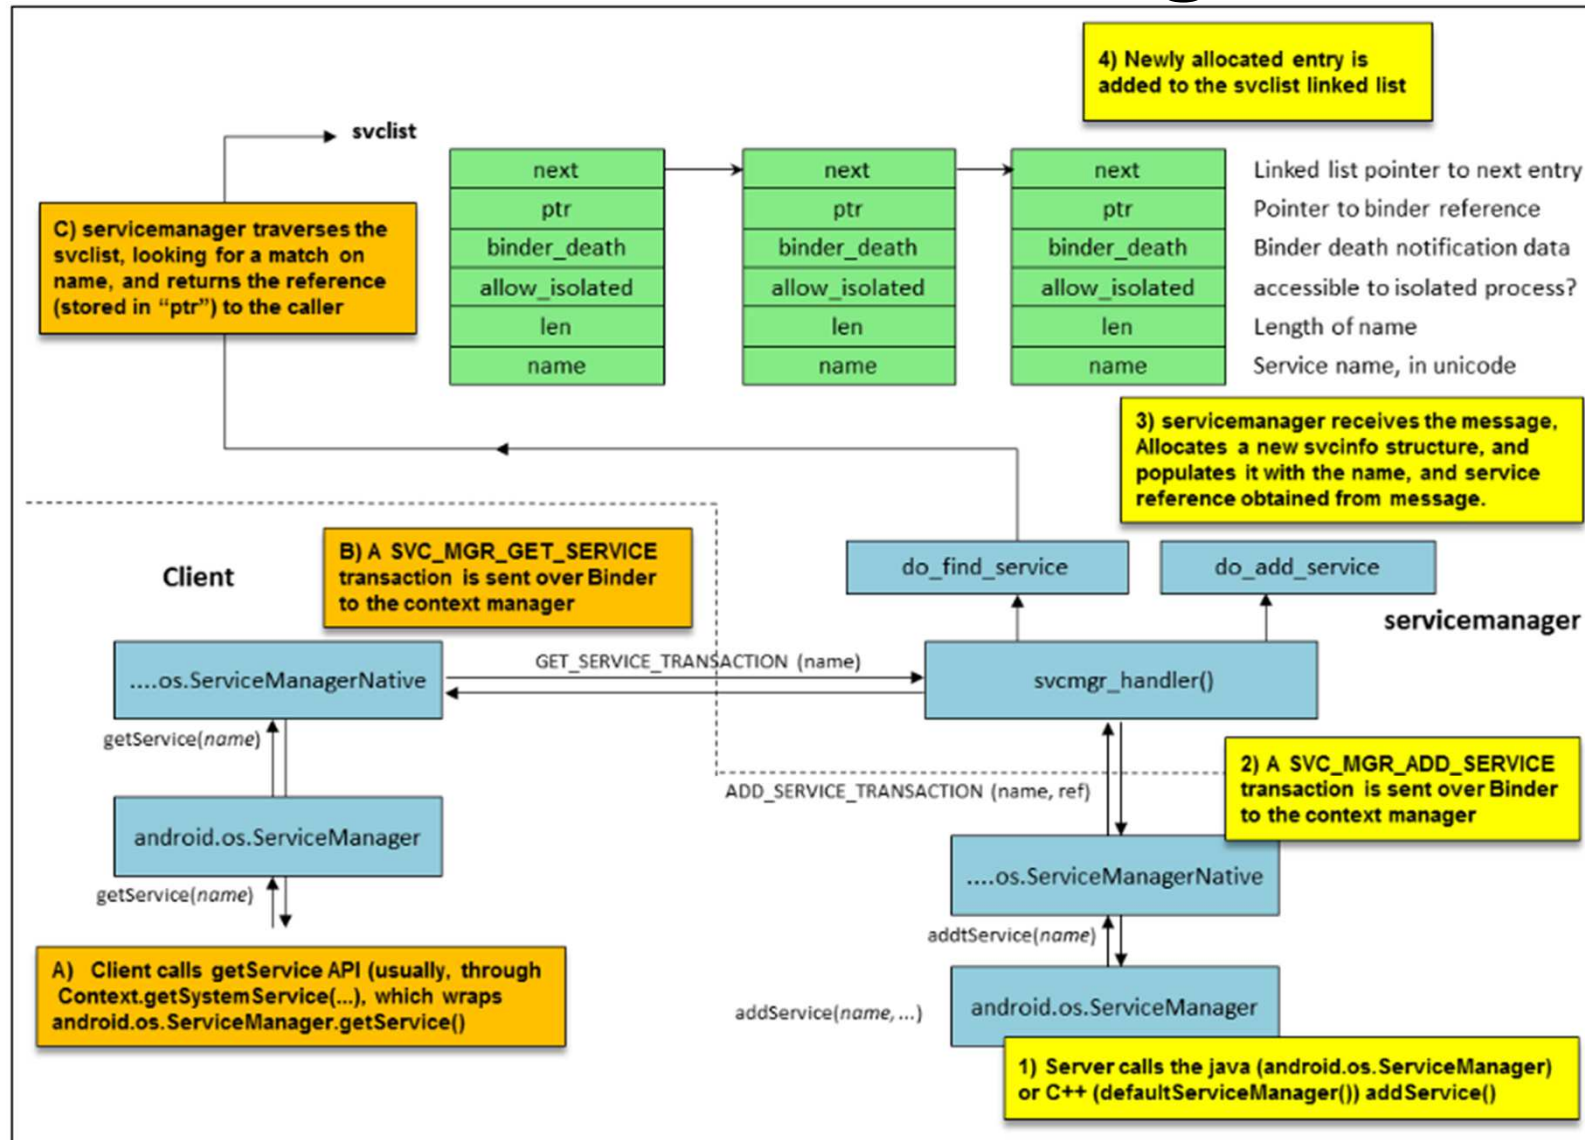 4) Newly allocated entry is
added to the svclist linked list
svclist
next
next
next
Linked list pointer to next entry
ptr
ptr
ptr
Pointer to binder reference
binder_death
binder_death
binder_death
Binder death notification data
allow_isolated
allow_isolated
allow_isolated
accessible to isolated process?
len
len
len
Length of name
name
name
name
Service name, in unicode
C) servicemanager traverses the
svclist, looking for a match on
name, and returns the reference
(stored in “ptr”) to the caller
3) servicemanager receives the message,
Allocates a new svcinfo structure, and
populates it with the name, and service
reference obtained from message.
B) A SVC_MGR_GET_SERVICE
transaction is sent over Binder
to the context manager
Client
do_find_service
do_add_service
servicemanager
....os.ServiceManagerNative
GET_SERVICE_TRANSACTION (name)
svcmgr_handler()
getService(name)
2) A SVC_MGR_ADD_SERVICE
transaction is sent over Binder
to the context manager
ADD_SERVICE_TRANSACTION (name, ref)
android.os.ServiceManager
getService(name)
....os.ServiceManagerNative
addtService(name)
A) Client calls getService API (usually, through
Context.getSystemService(...), which wraps
android.os.ServiceManager.getService()
addService(name, ...)
android.os.ServiceManager
1) Server calls the java (android.os.ServiceManager)
or C++ (defaultServiceManager()) addService()